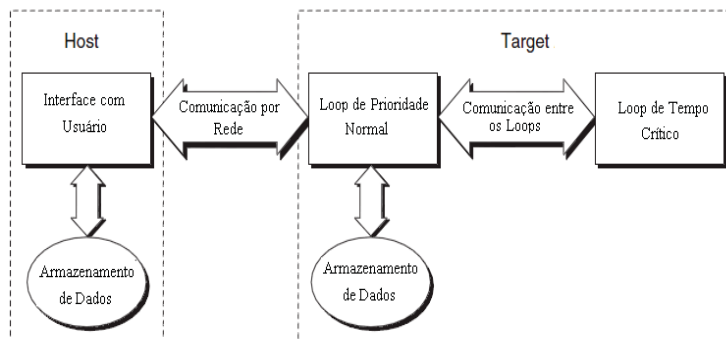 Host
Target
Interface com
Usuário
Comunicação por
Rede
Loop de Prioridade
Normal
Comunicação entre
os Loops
Loop de Tempo
Crítico
Armazenamento
de Dados
Armazenamento
de Dados